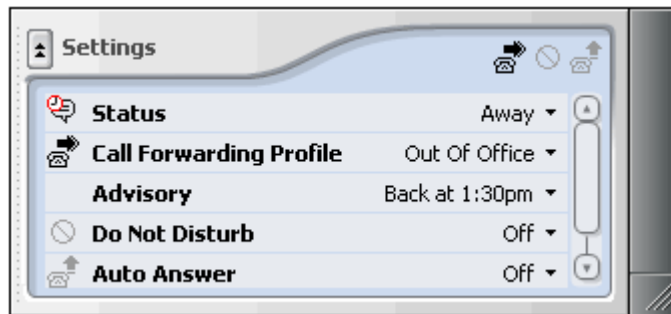 Settings
Status Away
Call Forwarding Profile Out Of Office
Advisory Back at 1:30pm
Do Not Disturb Off
Auto Answer Off